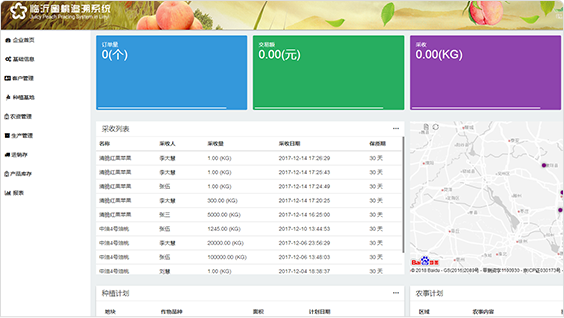 临沂蜜桃追溯系统
Juicy Peach Tracing System in Linyi
企业首页
基础信息
账户管理
种植基地
农资管理
生产管理
进销存
产品库存
报表
订单量
0(个)
交易额
0.00(元)
采收
0.00(KG)
采收列表
名称 采收人 采收量 采收日期 保质期
清脆红苹果 李大慧 1.00 (KG) 2017-12-14 17:26:29 30 天
清脆红苹果 李大慧 1.00 (KG) 2017-12-14 17:25:43 30 天
清脆红苹果 张伍 1.00 (KG) 2017-12-14 17:24:49 30 天
清脆红苹果 李大慧 300.00 (KG) 2017-12-14 17:20:25 30 天
清脆红苹果 张三 5000.00 (KG) 2017-12-14 16:25:00 30 天
中油4号油桃 张伍 1245.00 (KG) 2017-12-10 13:44:53 30 天
中油4号油桃 李大慧 20000.00 (KG) 2017-12-06 23:56:29 30 天
中油4号油桃 张伍 100000.00 (KG) 2017-12-06 13:48:03 30 天
中油4号油桃 刘慧 1.00 (KG) 2017-12-04 18:38:37 30 天
Baidu 地图
© 2018 Baidu - GS(2016)2089号 - 甲测资字1100930 - 京ICP证030173号 -
种植计划
地块 作物品种 面积 计划日期
农事计划
区域 农事内容